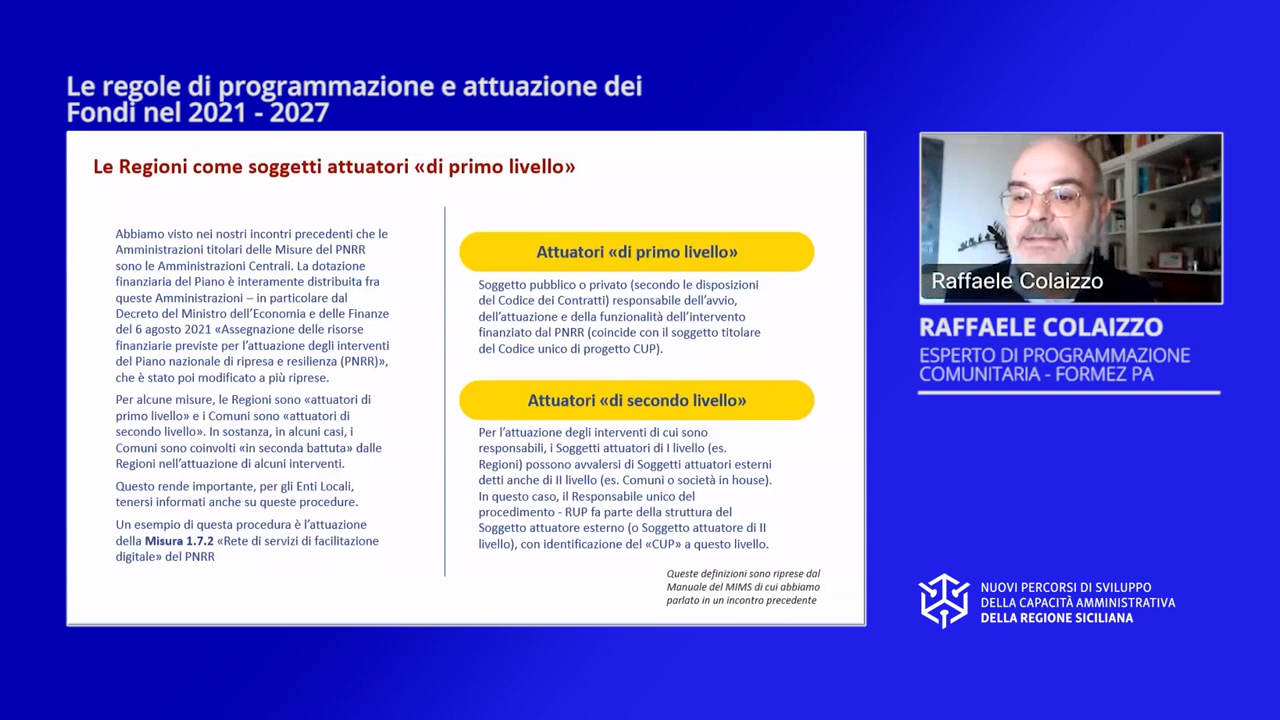 Le regole di programmazione e attuazione dei
Fondi nel 2021 - 2027
Le Regioni come soggetti attuatori «di primo livello»
Abbiamo visto nei nostri incontri precedenti che le
Amministrazioni titolari delle Misure del PNRR
sono le Amministrazioni Centrali. La dotazione
finanziaria del Piano è interamente distribuita fra
queste Amministrazioni – in particolare dal
Decreto del Ministro dell'Economia e delle Finanze
del 6 agosto 2021 «Assegnazione delle risorse
finanziarie previste per l'attuazione degli interventi
del Piano nazionale di ripresa e resilienza (PNRR)»,
che è stato poi modificato a più riprese.
Per alcune misure, le Regioni sono «attuatori di
primo livello» e i Comuni sono «attuatori di
secondo livello». In sostanza, in alcuni casi, i
Comuni sono coinvolti «in seconda battuta» dalle
Regioni nell'attuazione di alcuni interventi.
Questo rende importante, per gli Enti Locali,
tenersi informati anche su queste procedure.
Un esempio di questa procedura è l'attuazione
della Misura 1.7.2 «Rete di servizi di facilitazione
digitale» del PNRR
Attuatori «di primo livello»
Soggetto pubblico o privato (secondo le disposizioni
del Codice dei Contratti) responsabile dell'avvio,
dell'attuazione e della funzionalità dell'intervento
finanziato dal PNRR (coincide con il soggetto titolare
del Codice unico di progetto CUP).
Attuatori «di secondo livello»
Per l'attuazione degli interventi di cui sono
responsabili, i Soggetti attuatori di I livello (es.
Regioni) possono avvalersi di Soggetti attuatori esterni
detti anche di II livello (es. Comuni o società in house).
In questo caso, il Responsabile unico del
procedimento - RUP fa parte della struttura del
Soggetto attuatore esterno (o Soggetto attuatore di II
livello), con identificazione del «CUP» a questo livello.
Queste definizioni sono riprese dal
Manuale del MIMS di cui abbiamo
parlato in un incontro precedente
Raffaele Colaizzo
RAFFAELE COLAIZZO
ESPERTO DI PROGRAMMAZIONE
COMUNITARIA - FORMEZ PA
NUOVI PERCORSI DI SVILUPPO
DELLA CAPACITÀ AMMINISTRATIVA
DELLA REGIONE SICILIANA